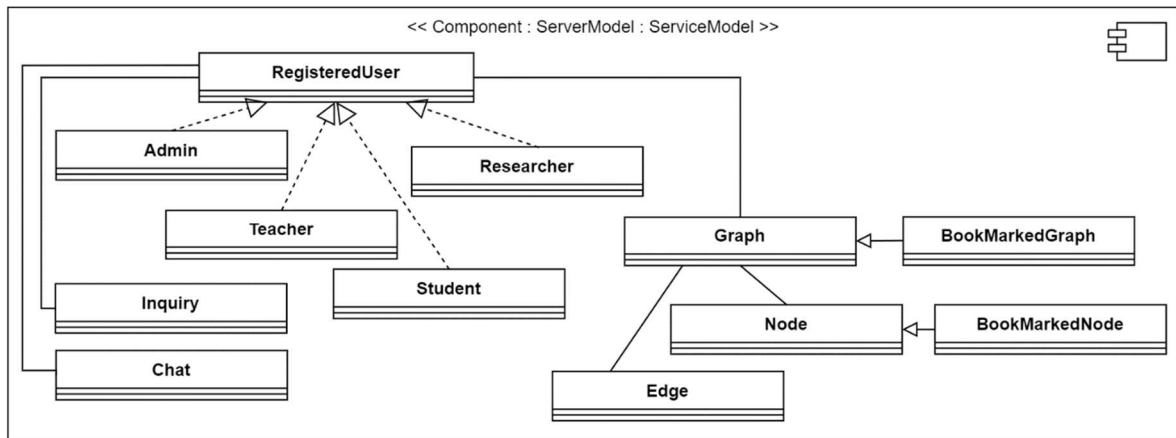 << Component : ServerModel : ServiceModel >>
RegisteredUser
Admin
Researcher
Teacher
Graph
BookMarkedGraph
Student
Inquiry
Node
BookMarkedNode
Chat
Edge